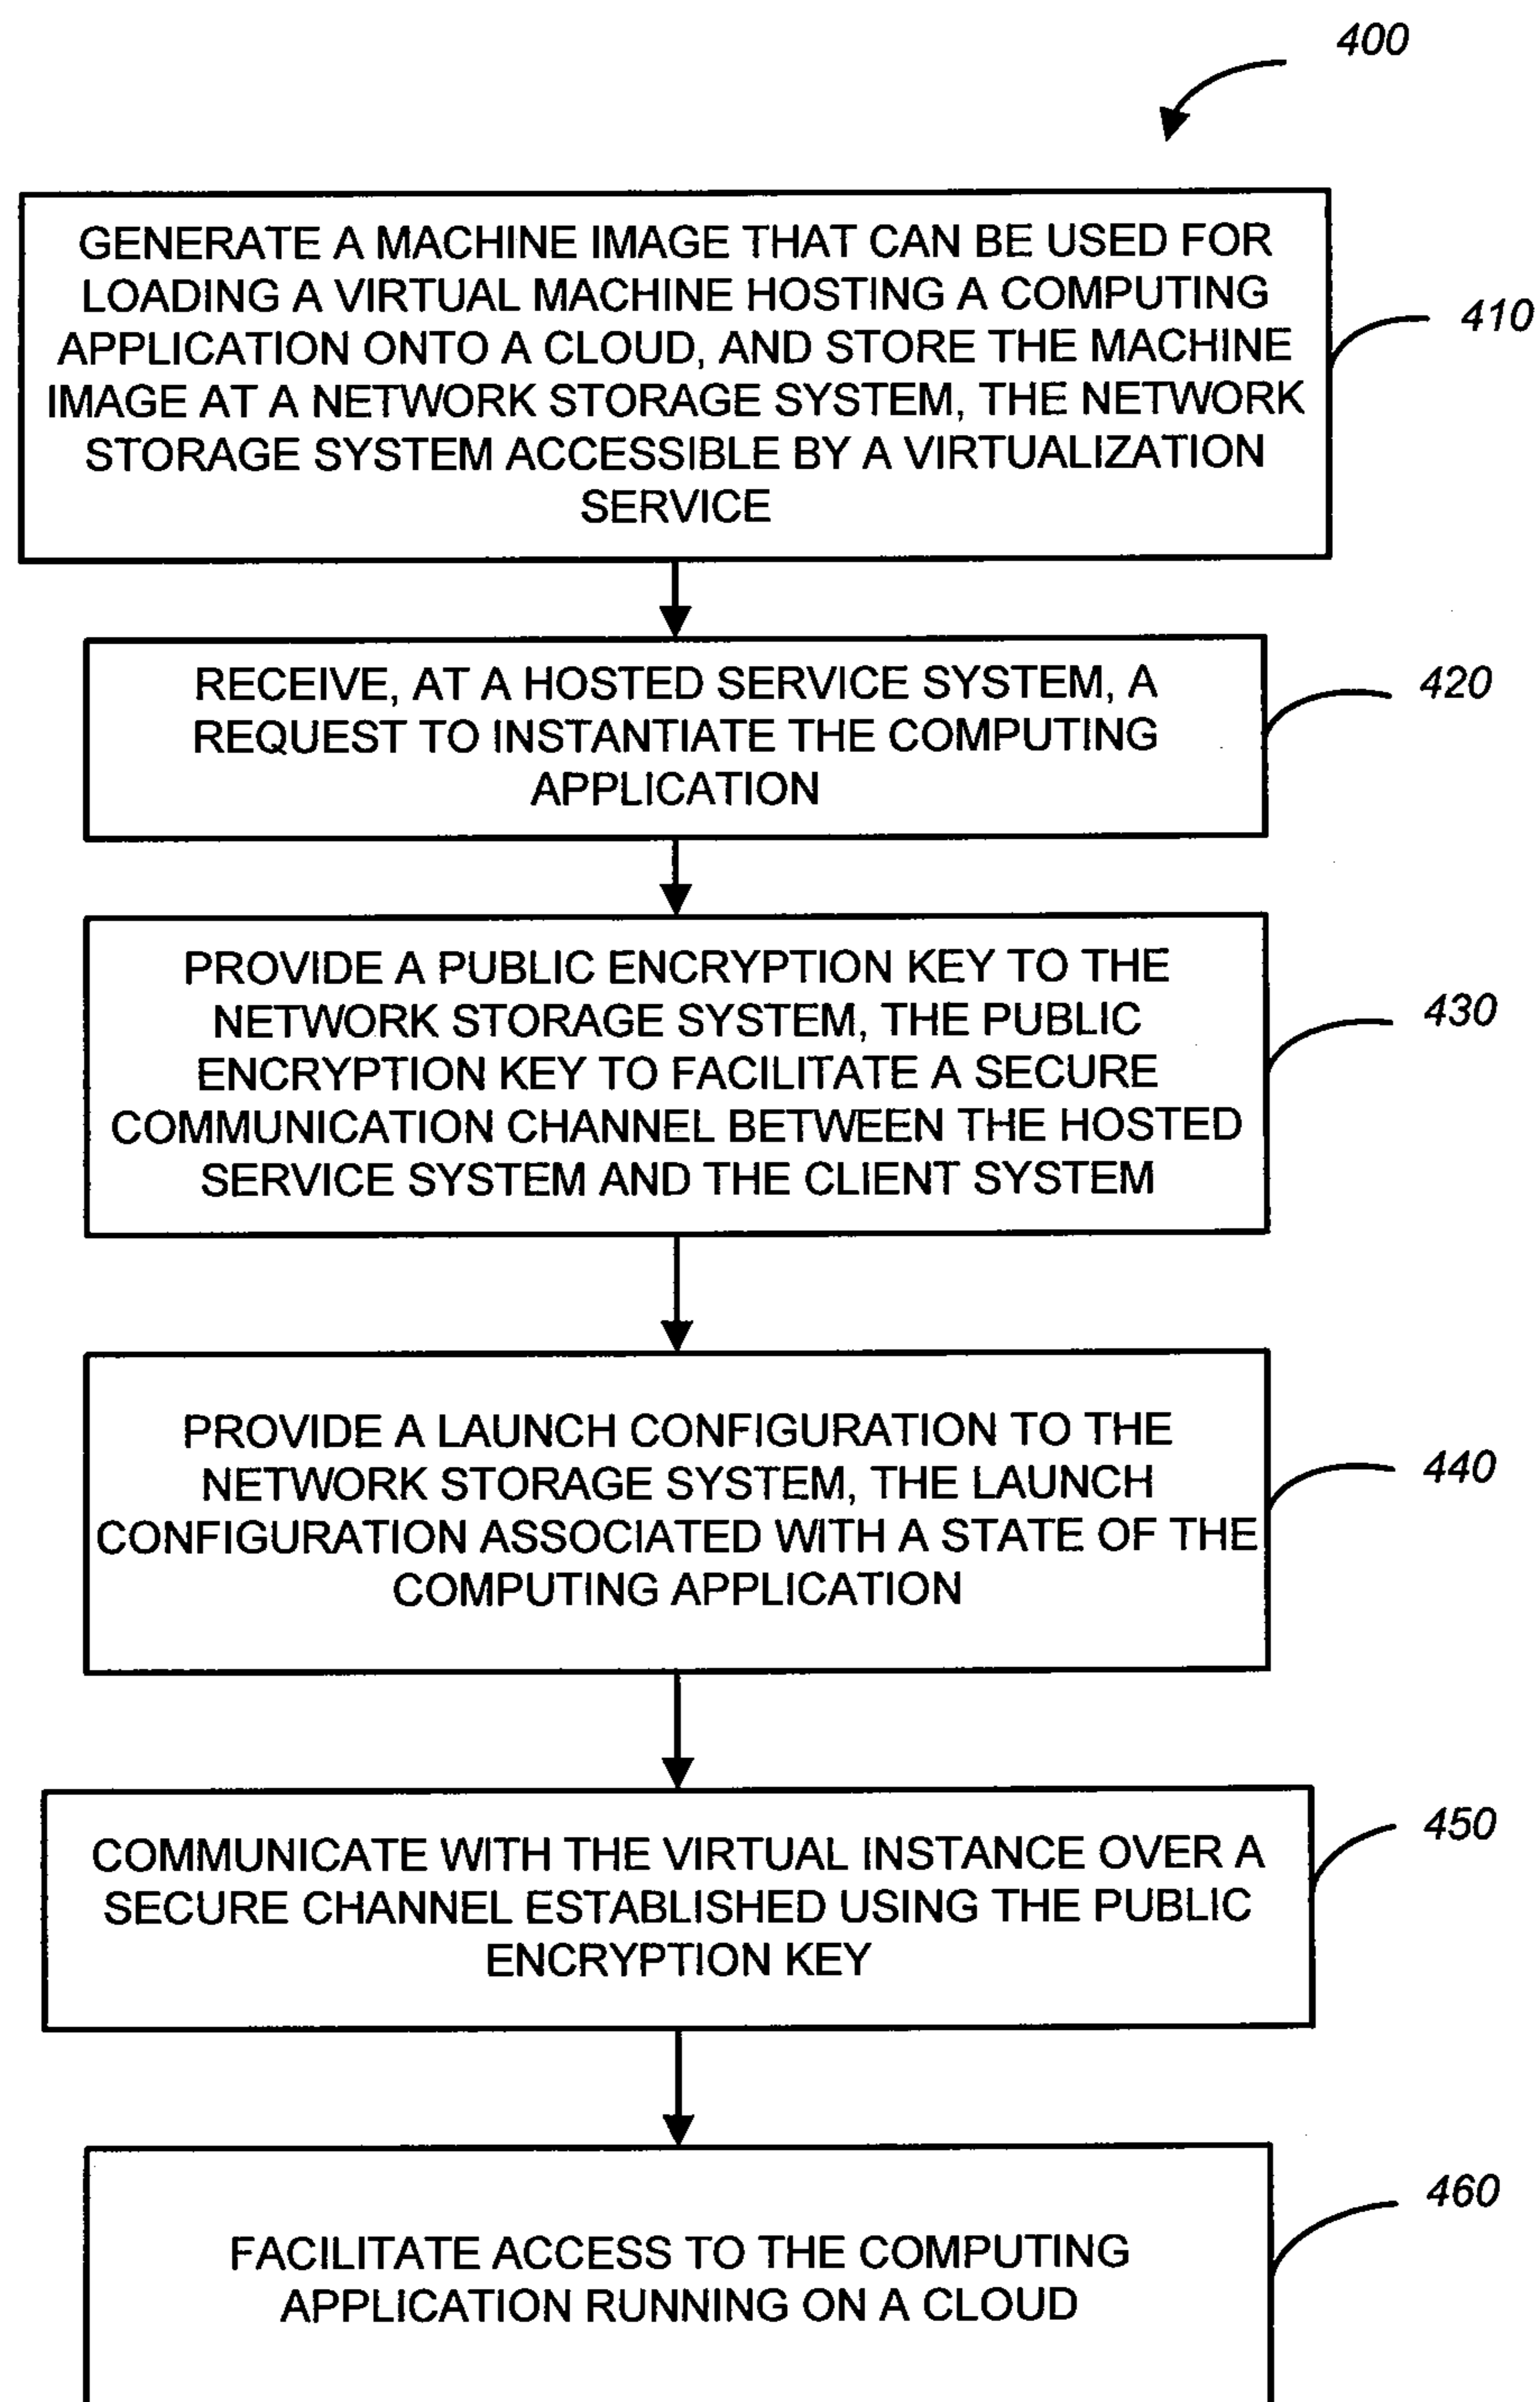 400
GENERATE A MACHINE IMAGE THAT CAN BE USED FOR
LOADING A VIRTUAL MACHINE HOSTING A COMPUTING
APPLICATION ONTO A CLOUD, AND STORE THE MACHINE
IMAGE AT A NETWORK STORAGE SYSTEM, THE NETWORK
STORAGE SYSTEM ACCESSIBLE BY A VIRTUALIZATION
SERVICE
410
RECEIVE, AT A HOSTED SERVICE SYSTEM, A
REQUEST TO INSTANTIATE THE COMPUTING
APPLICATION
420
PROVIDE A PUBLIC ENCRYPTION KEY TO THE
NETWORK STORAGE SYSTEM, THE PUBLIC
ENCRYPTION KEY TO FACILITATE A SECURE
COMMUNICATION CHANNEL BETWEEN THE HOSTED
SERVICE SYSTEM AND THE CLIENT SYSTEM
430
PROVIDE A LAUNCH CONFIGURATION TO THE
NETWORK STORAGE SYSTEM, THE LAUNCH
CONFIGURATION ASSOCIATED WITH A STATE OF THE
COMPUTING APPLICATION
440
COMMUNICATE WITH THE VIRTUAL INSTANCE OVER A
SECURE CHANNEL ESTABLISHED USING THE PUBLIC
ENCRYPTION KEY
450
FACILITATE ACCESS TO THE COMPUTING
APPLICATION RUNNING ON A CLOUD
460